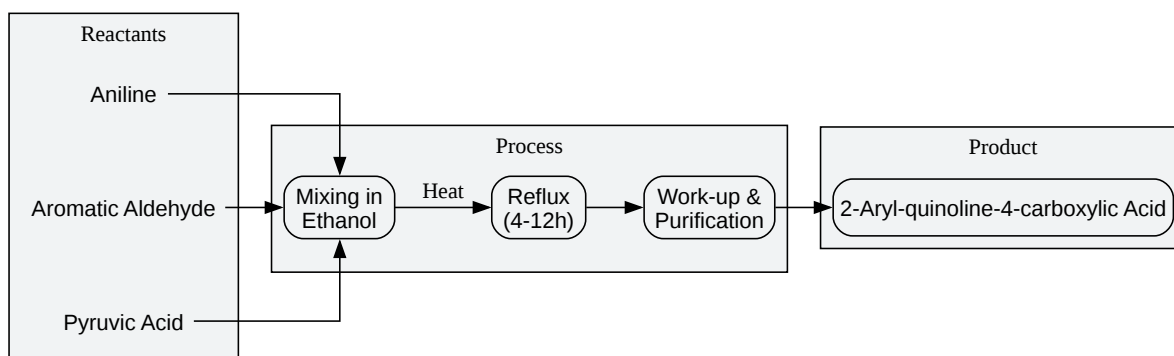 Reactants
Aniline
Aromatic Aldehyde
Pyruvic Acid
Process
Mixing in
Ethanol
Heat
Reflux
(4-12h)
Work-up &
Purification
Product
2-Aryl-quinoline-4-carboxylic Acid